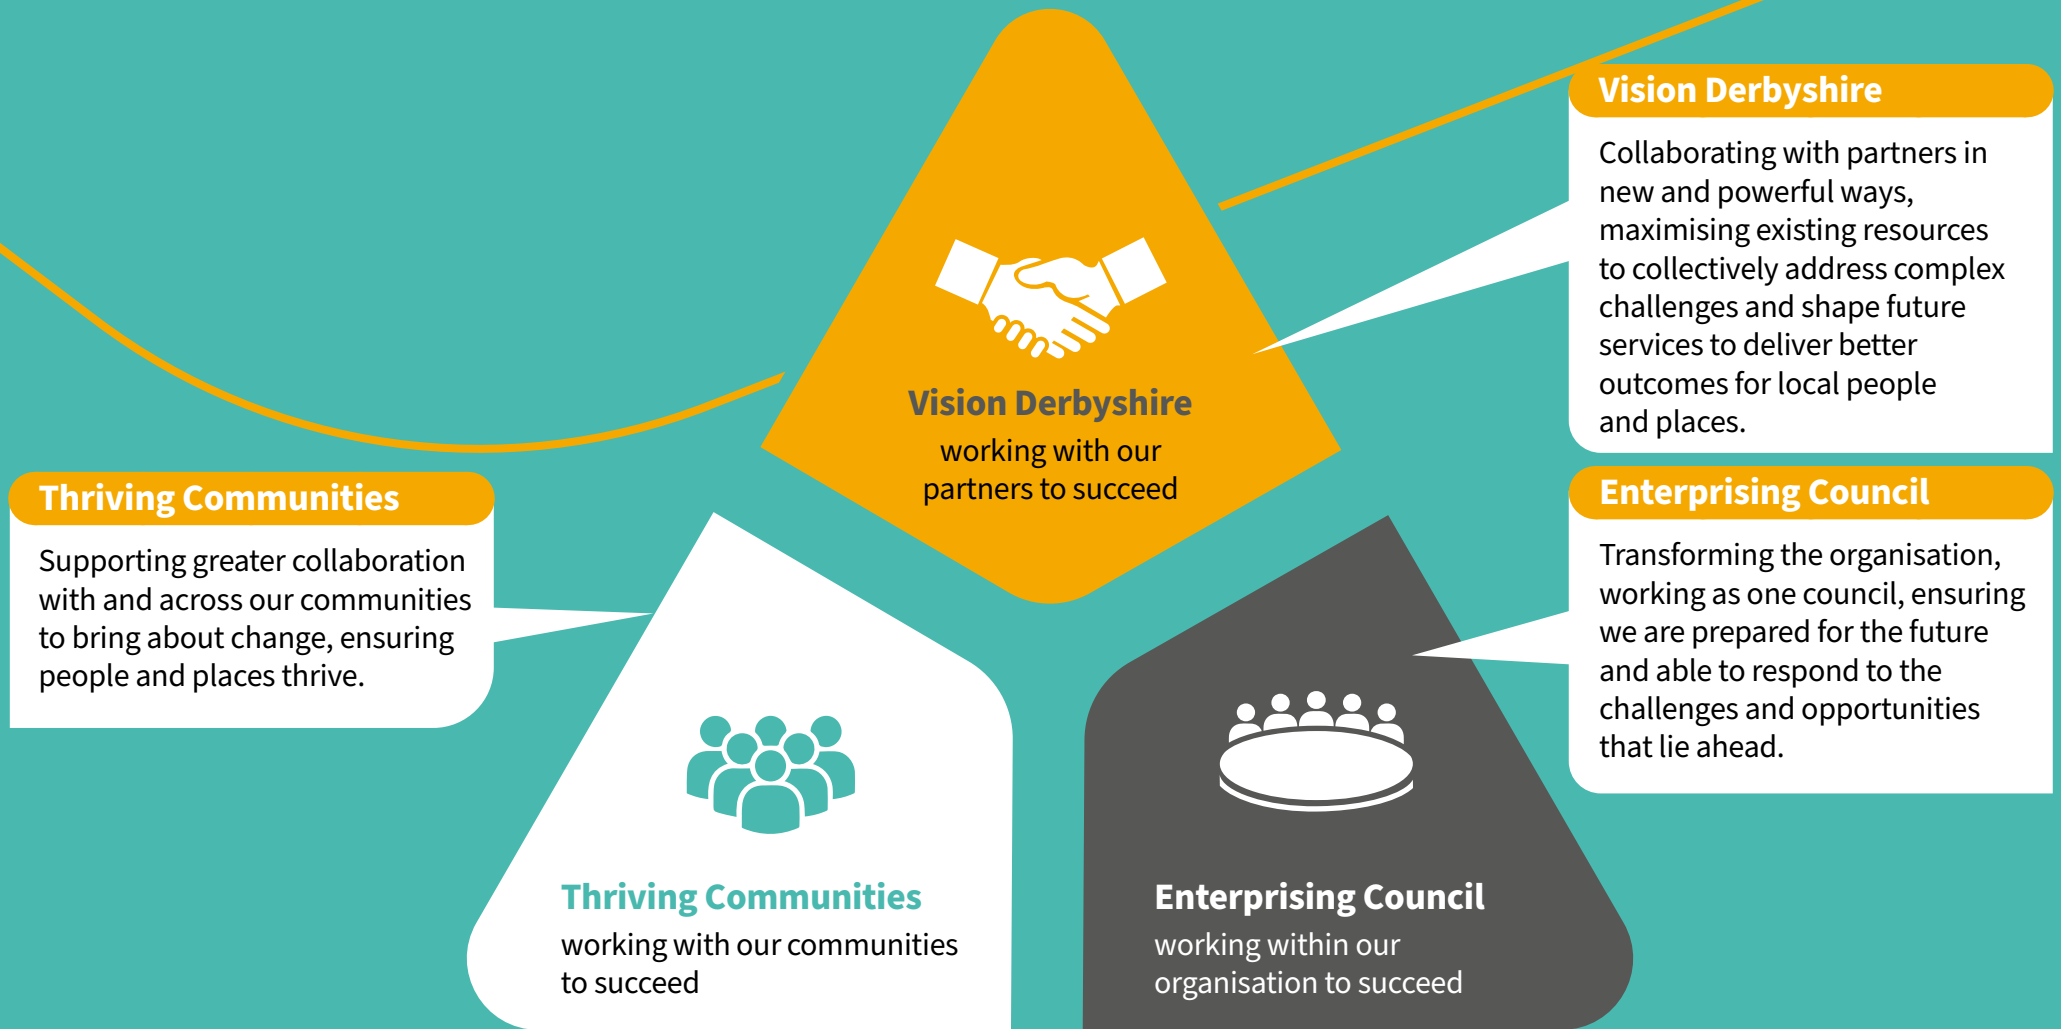 Vision Derbyshire
working with our
partners to succeed
Vision Derbyshire
Collaborating with partners in
new and powerful ways,
maximising existing resources
to collectively address complex
challenges and shape future
services to deliver better
outcomes for local people
and places.
Thriving Communities
Supporting greater collaboration
with and across our communities
to bring about change, ensuring
people and places thrive.
Enterprising Council
Transforming the organisation,
working as one council, ensuring
we are prepared for the future
and able to respond to the
challenges and opportunities
that lie ahead.
Thriving Communities
working with our communities
to succeed
Enterprising Council
working within our
organisation to succeed